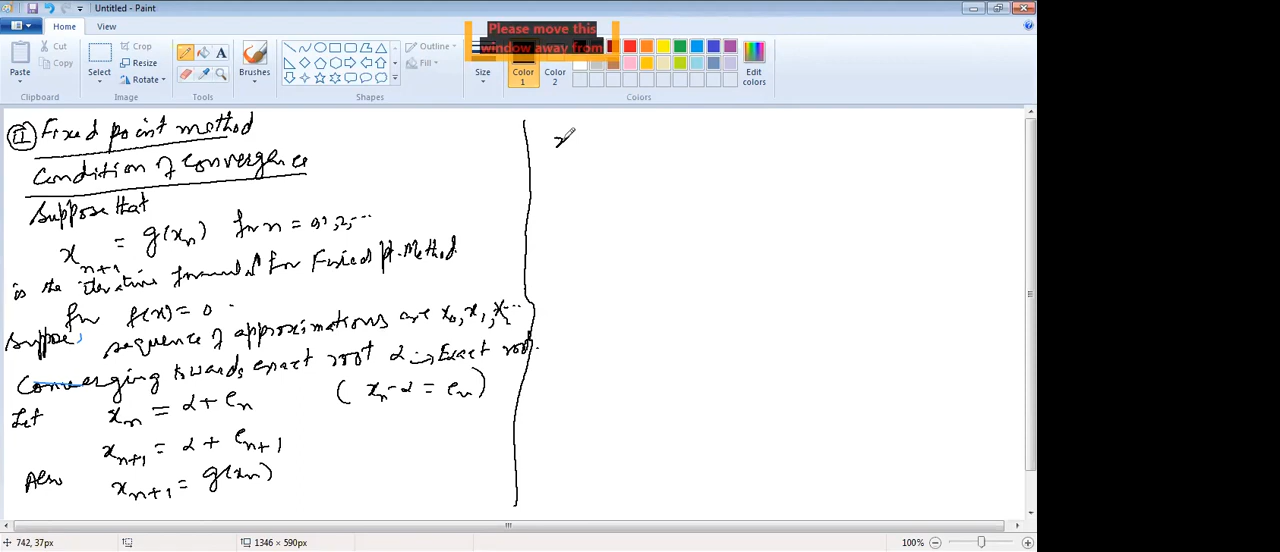 Untitled - Paint
Home View
Please move this
window away from
Paste
Cut
Copy
Clipboard
Select
Crop
Resize
Rotate
Image
Tools
Brushes
Shapes
Outline
Fill
Size
Color 1
Color 2
Edit colors
Colors
II Fixed point method
Condition of Convergence
Suppose that
x_{n+1} = g(x_n) for n = 0,1,2,...
is the iterative formula for Fixed pt. Method
for f(x) = 0.
Suppose, sequence of approximations are x_0, x_1, x_2...
Converging towards exact root α → Exact root.
Let x_n = α + e_n (x_n - α = e_n)
x_{n+1} = α + e_{n+1}
Also x_{n+1} = g(x_n)
x
742, 37px
1346 × 590px
100%